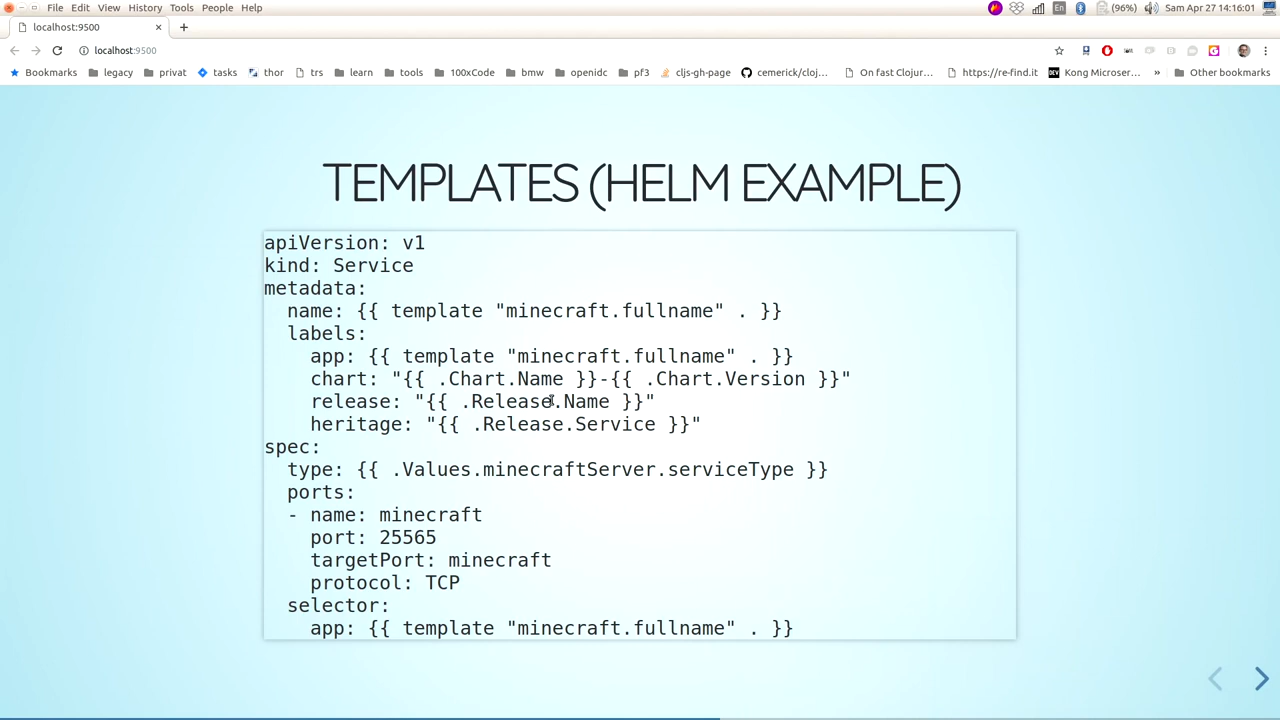 File Edit View History Tools People Help
En (96%) Sam Apr 27 14:16:01
localhost:9500
localhost:9500
Bookmarks legacy privat tasks thor trs learn tools 100xCode bmw openidc pf3 cljs-gh-page cemerick/cloj... On fast Clojur... https://re-find.it DEV Kong Microser... » Other bookmarks
TEMPLATES (HELM EXAMPLE)
apiVersion: v1
kind: Service
metadata:
  name: {{ template "minecraft.fullname" . }}
  labels:
    app: {{ template "minecraft.fullname" . }}
    chart: "{{ .Chart.Name }}-{{ .Chart.Version }}"
    release: "{{ .Release.Name }}"
    heritage: "{{ .Release.Service }}"
spec:
  type: {{ .Values.minecraftServer.serviceType }}
  ports:
  - name: minecraft
    port: 25565
    targetPort: minecraft
    protocol: TCP
  selector:
    app: {{ template "minecraft.fullname" . }}